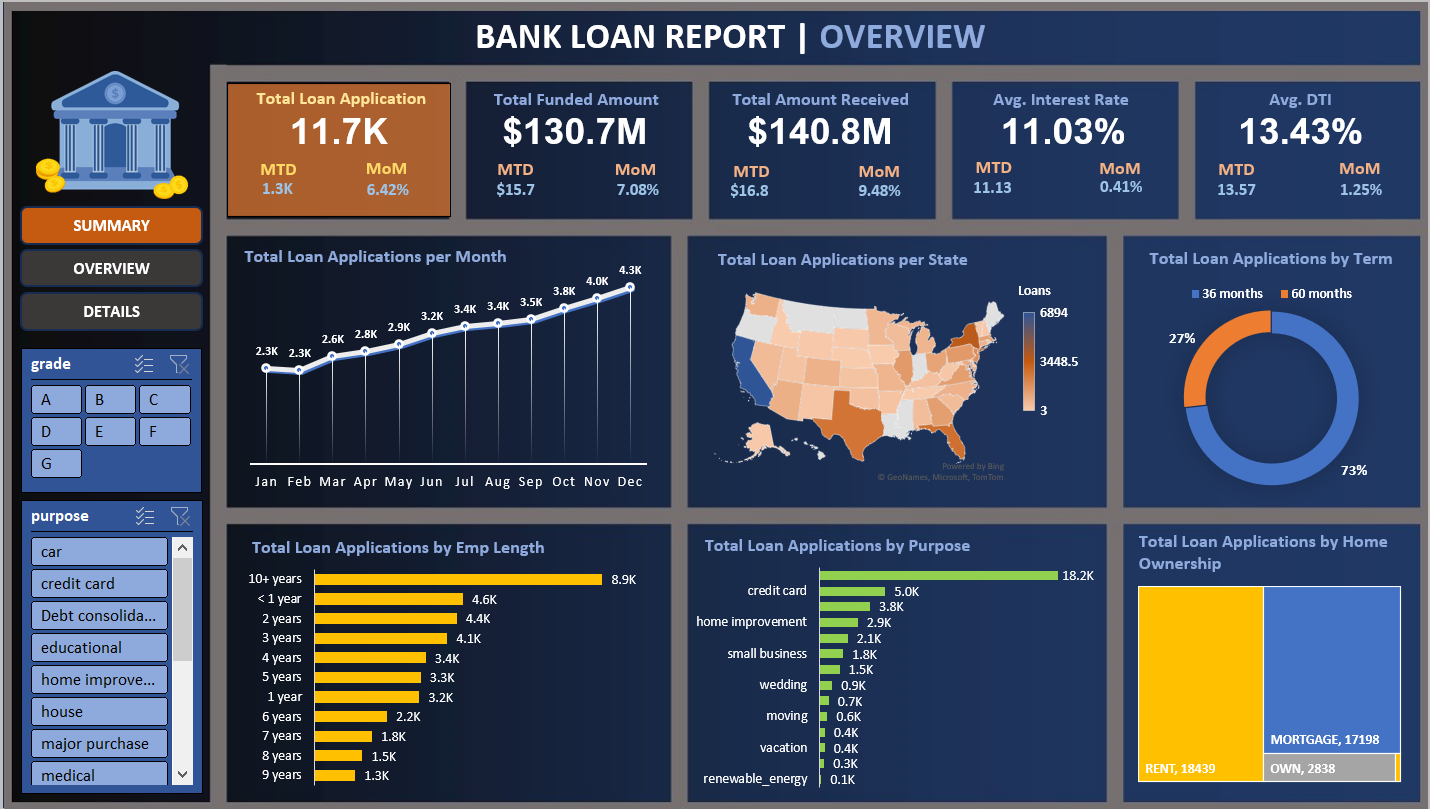 BANK LOAN REPORT | OVERVIEW
SUMMARY
OVERVIEW
DETAILS
grade
A B C
D E F
G
purpose
car
credit card
Debt consolida...
educational
home improve...
house
major purchase
medical
Total Loan Application
11.7K
MTD MoM
1.3K 6.42%
Total Funded Amount
$130.7M
MTD MoM
$15.7 7.08%
Total Amount Received
$140.8M
MTD MoM
$16.8 9.48%
Avg. Interest Rate
11.03%
MTD MoM
11.13 0.41%
Avg. DTI
13.43%
MTD MoM
13.57 1.25%
Total Loan Applications per Month
2.3K 2.3K 2.6K 2.8K 2.9K 3.2K 3.4K 3.4K 3.5K 3.8K 4.0K 4.3K
Jan Feb Mar Apr May Jun Jul Aug Sep Oct Nov Dec
Total Loan Applications per State
Loans
6894
3448.5
3
Powered by Bing
© GeoNames, Microsoft, TomTom
Total Loan Applications by Term
36 months 60 months
27%
73%
Total Loan Applications by Emp Length
10+ years 8.9K
< 1 year 4.6K
2 years 4.4K
3 years 4.1K
4 years 3.4K
5 years 3.3K
1 year 3.2K
6 years 2.2K
7 years 1.8K
8 years 1.5K
9 years 1.3K
Total Loan Applications by Purpose
18.2K
credit card 5.0K
3.8K
home improvement 2.9K
2.1K
small business 1.8K
1.5K
wedding 0.9K
0.7K
moving 0.6K
0.4K
vacation 0.4K
0.3K
renewable_energy 0.1K
Total Loan Applications by Home
Ownership
MORTGAGE, 17198
RENT, 18439
OWN, 2838